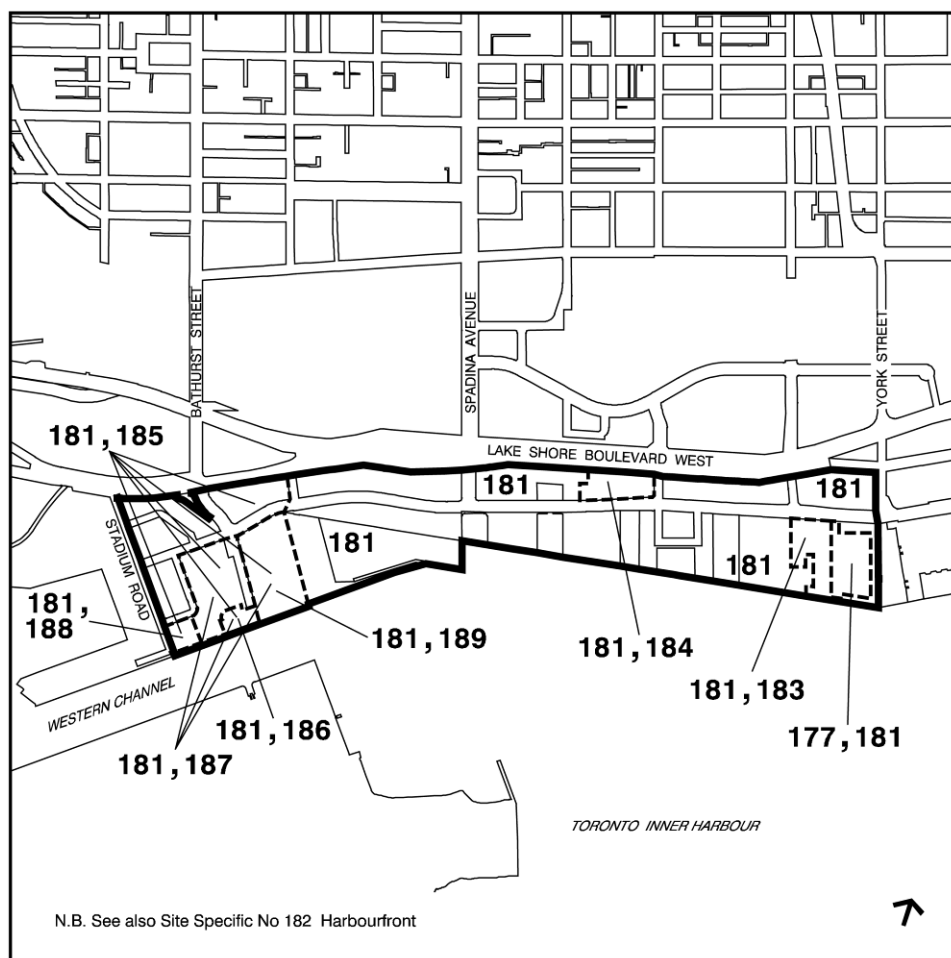 BATHURST STREET
SPADINA AVENUE
YORK STREET
LAKE SHORE BOULEVARD WEST
181,185
181
181
181
181
STADIUM ROAD
181,
188
181,189
181,184
181,183
WESTERN CHANNEL
181,186
181,187
177,181
TORONTO INNER HARBOUR
N.B. See also Site Specific No 182 Harbourfront